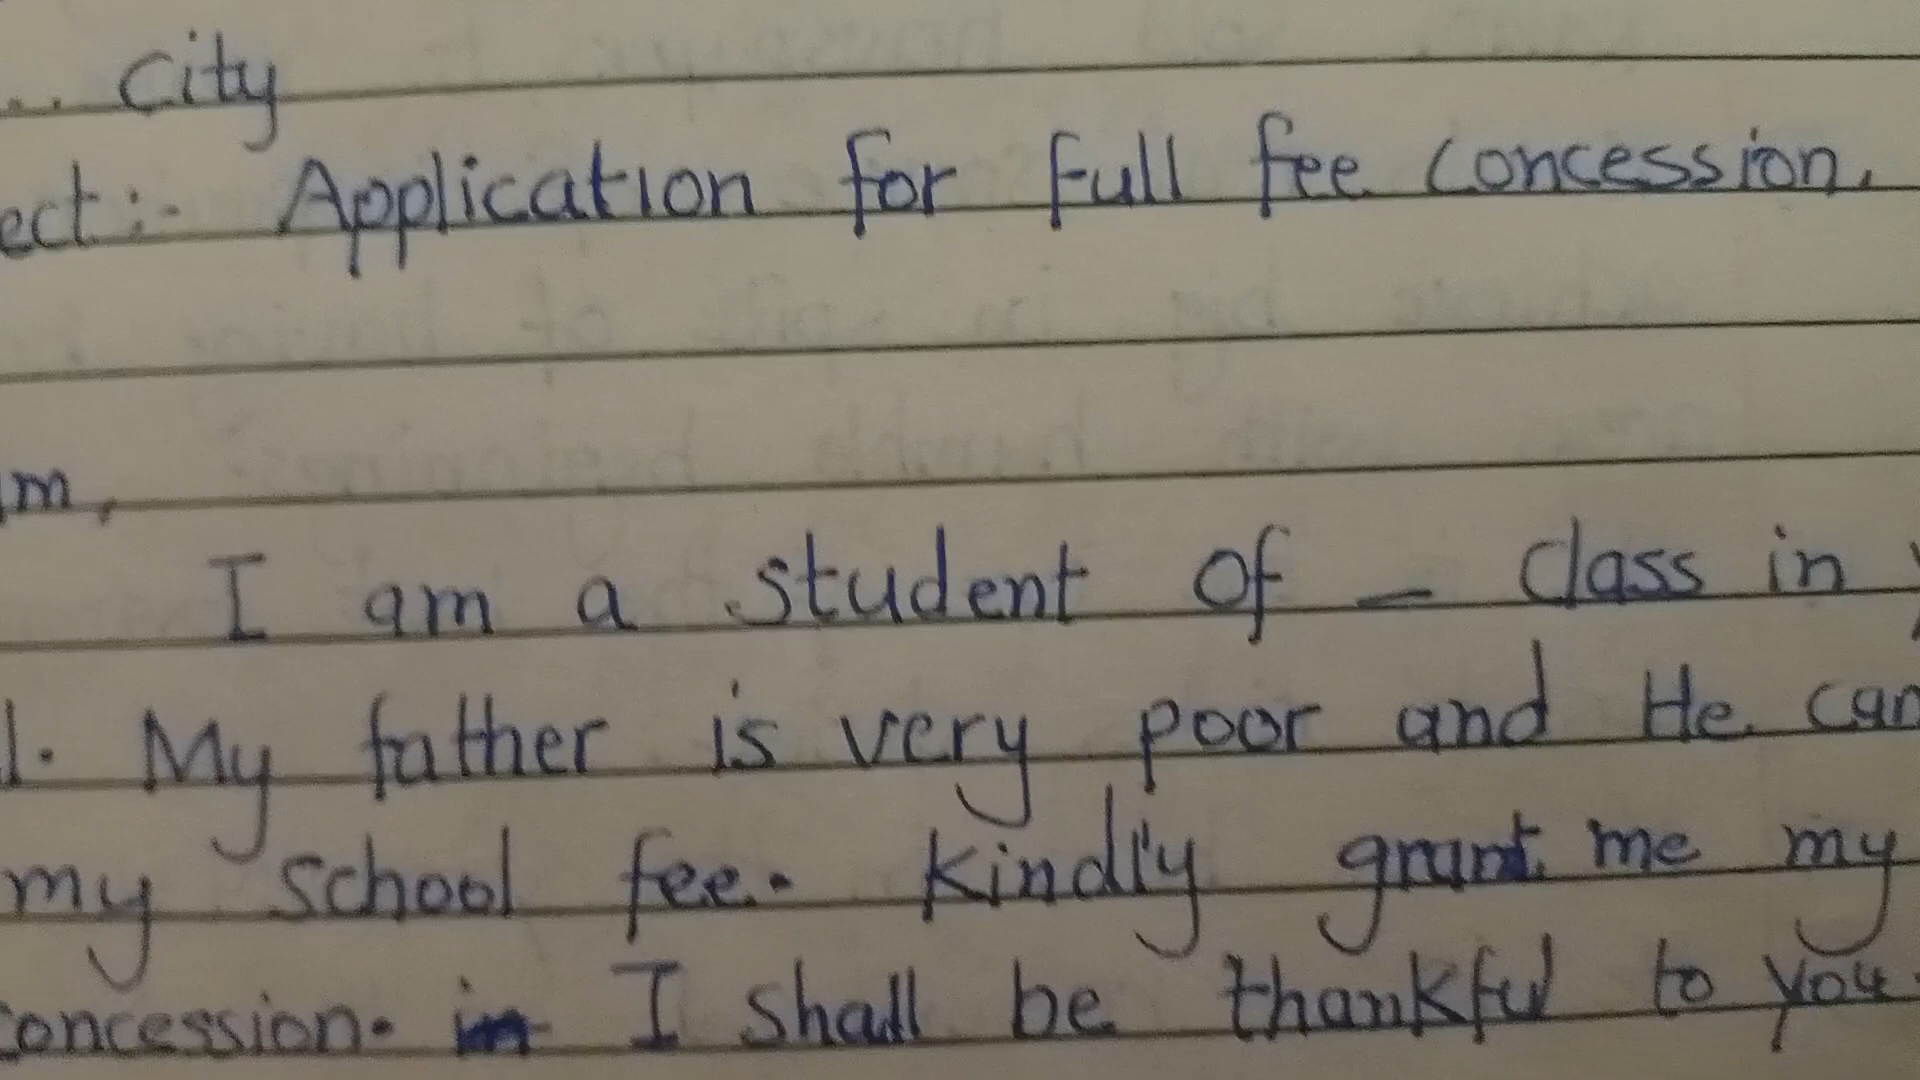 ... City
ect:- Application for Full fee concession.
m,
I am a student of - class in
l. My father is very poor and He can
my school fee. Kindly grant me my
concession. in I shall be thankful to you.